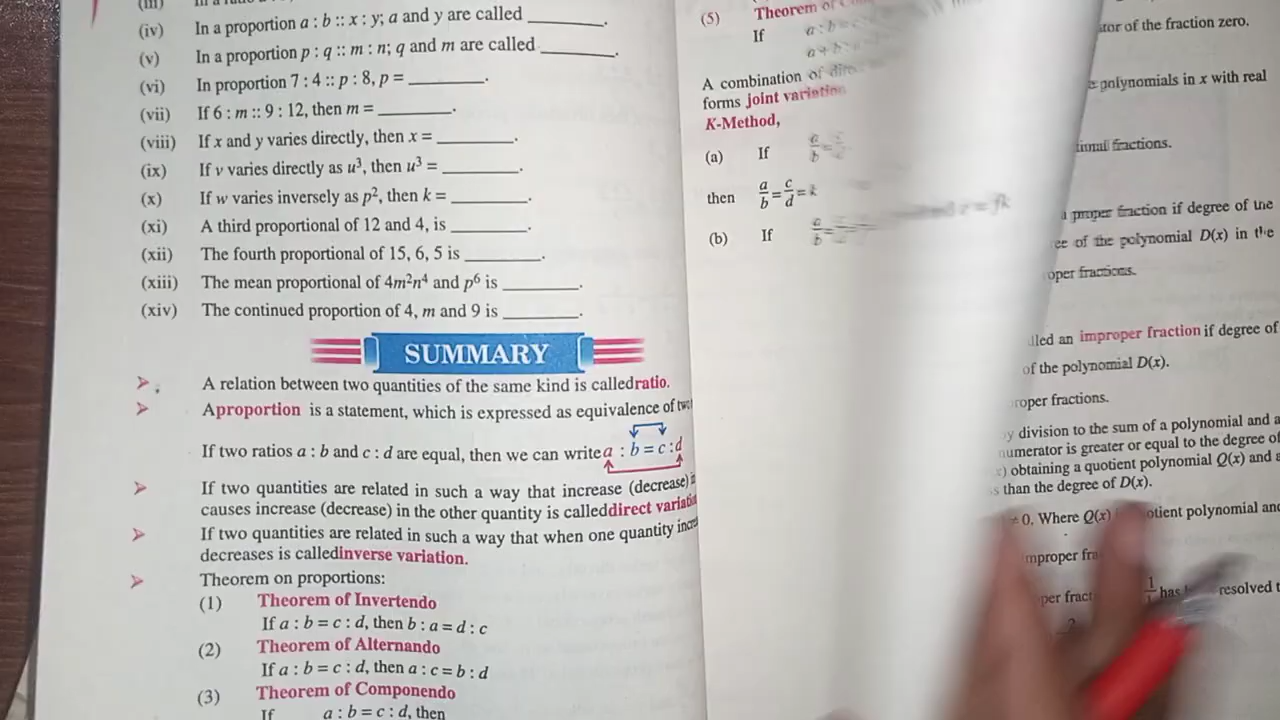 (iii)
(iv) In a proportion a : b :: x : y; a and y are called ________.
(v) In a proportion p : q :: m : n; q and m are called ________.
(vi) In proportion 7 : 4 :: p : 8, p = ________.
(vii) If 6 : m :: 9 : 12, then m = ________.
(viii) If x and y varies directly, then x = ________.
(ix) If v varies directly as u³, then u³ = ________.
(x) If w varies inversely as p², then k = ________.
(xi) A third proportional of 12 and 4, is ________.
(xii) The fourth proportional of 15, 6, 5 is ________.
(xiii) The mean proportional of 4m²n⁴ and p⁶ is ________.
(xiv) The continued proportion of 4, m and 9 is ________.
SUMMARY
➢ A relation between two quantities of the same kind is called ratio.
➢ A proportion is a statement, which is expressed as equivalence of two
If two ratios a : b and c : d are equal, then we can write a : b = c : d
➢ If two quantities are related in such a way that increase (decrease)
causes increase (decrease) in the other quantity is called direct variation
➢ If two quantities are related in such a way that when one quantity
decreases is called inverse variation.
➢ Theorem on proportions:
(1) Theorem of Invertendo
If a : b = c : d, then b : a = d : c
(2) Theorem of Alternando
If a : b = c : d, then a : c = b : d
(3) Theorem of Componendo
If a : b = c : d, then
(5) Theorem of
If a : b = c
a + b :
A combination of
forms joint variation
K-Method,
(a) If a/b =
then a/b = c/d = k
(b) If a/b =
of the fraction zero.
polynomials in x with real
fractions.
a proper fraction if degree of the
of the polynomial D(x) in the
fractions.
an improper fraction if degree of
of the polynomial D(x).
fractions.
division to the sum of a polynomial and a
numerator is greater or equal to the degree of
obtaining a quotient polynomial Q(x) and
than the degree of D(x).
≠ 0. Where Q(x) polynomial and
improper
has resolved